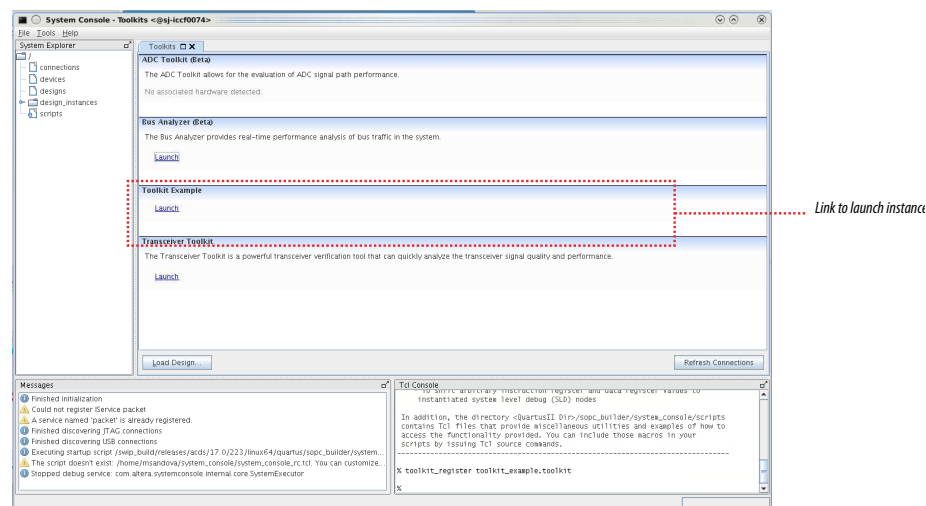 System Console - Toolkits <@sj-iccf0074>
File Tools Help
System Explorer
/
connections
devices
designs
design_instances
scripts
Toolkits
ADC Toolkit (Beta)
The ADC Toolkit allows for the evaluation of ADC signal path performance.
No associated hardware detected.
Bus Analyzer (Beta)
The Bus Analyzer provides real-time performance analysis of bus traffic in the system.
Launch
Toolkit Example
Launch
Link to launch instance
Transceiver Toolkit
The Transceiver Toolkit is a powerful transceiver verification tool that can quickly analyze the transceiver signal quality and performance.
Launch
Load Design...
Refresh Connections
Messages
Finished initialization
Could not register IService packet
A service named 'packet' is already registered.
Finished discovering JTAG connections
Finished discovering USB connections
Executing startup script /swip_build/releases/acds/17.0/223/linux64/quartus/sopc_builder/system...
The script doesn't exist: /home/msandova/system_console/system_console_rc.tcl. You can customize...
Stopped debug service: com.altera.systemconsole.internal.core.SystemExecutor
Tcl Console
* To shift arbitrary instruction register and data register values to
instantiated system level debug (SLD) nodes
In addition, the directory <QuartusII Dir>/sopc_builder/system_console/scripts
contains Tcl files that provide miscellaneous utilities and examples of how to
access the functionality provided. You can include those macros in your
scripts by issuing Tcl source commands.
% toolkit_register toolkit_example.toolkit
%